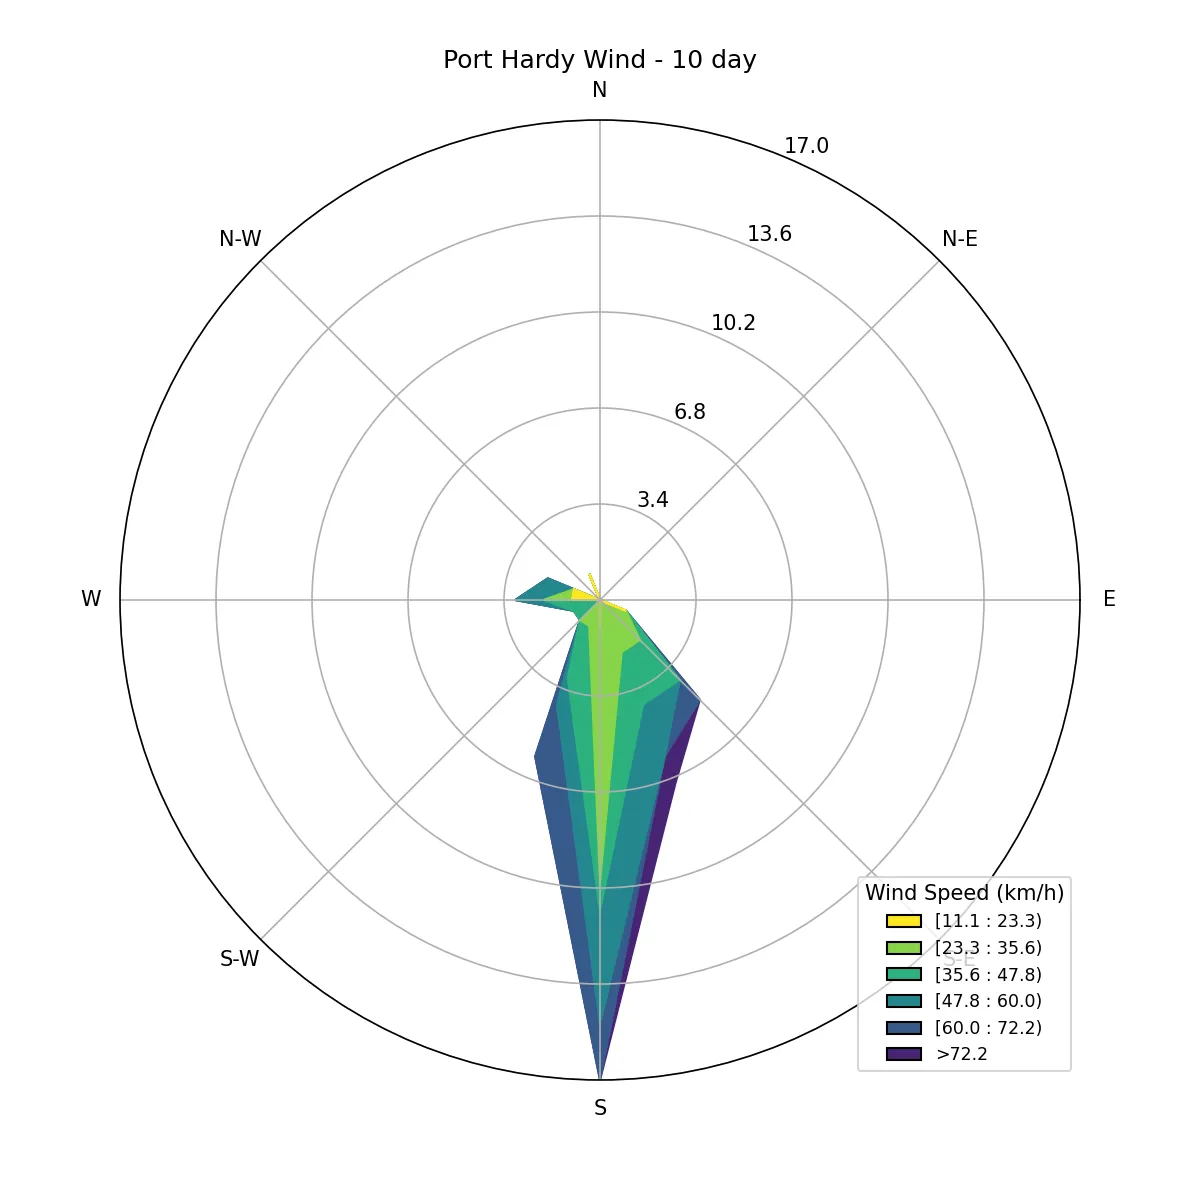 Port Hardy Wind - 10 day
N
17.0
N-W
13.6
N-E
10.2
6.8
3.4
W
E
Wind Speed (km/h)
[11.1 : 23.3)
[23.3 : 35.6)
S-W
S-E
[35.6 : 47.8)
[47.8 : 60.0)
[60.0 : 72.2)
>72.2
S